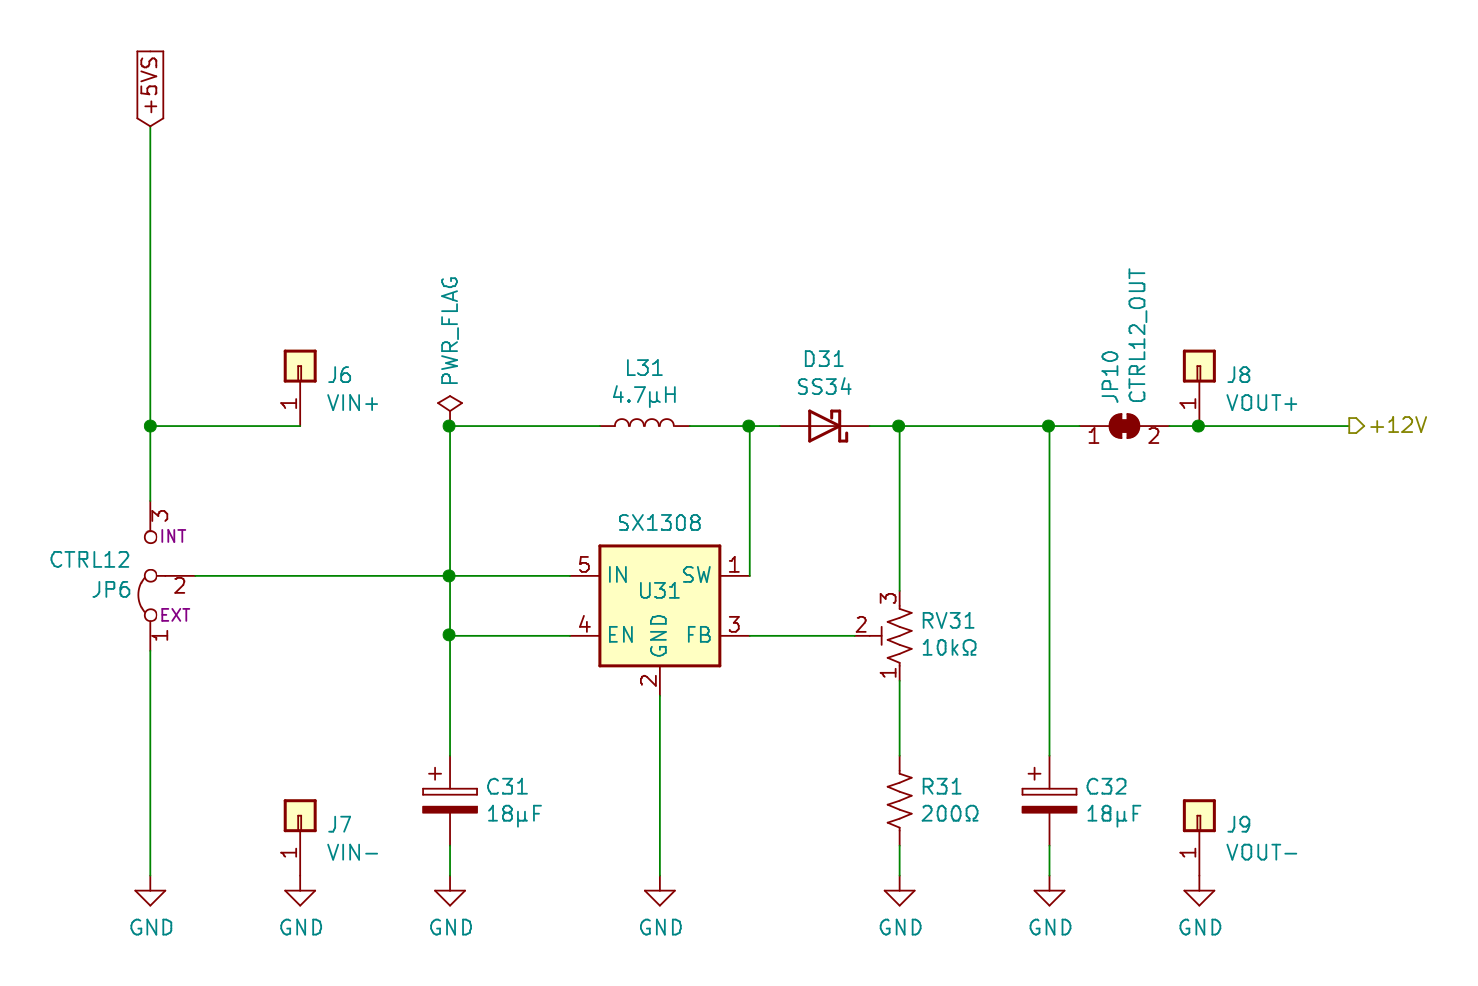 +5VS
PWR_FLAG
JP10
CTRL12_OUT
J6
VIN+
1
L31
4.7µH
D31
SS34
J8
VOUT+
1
1
2
+12V
3
INT
CTRL12
JP6
2
EXT
1
SX1308
U31
5
IN
SW
1
4
EN
GND
FB
3
2
3
2
1
RV31
10kΩ
J7
VIN-
1
C31
18µF
R31
200Ω
C32
18µF
J9
VOUT-
1
GND
GND
GND
GND
GND
GND
GND